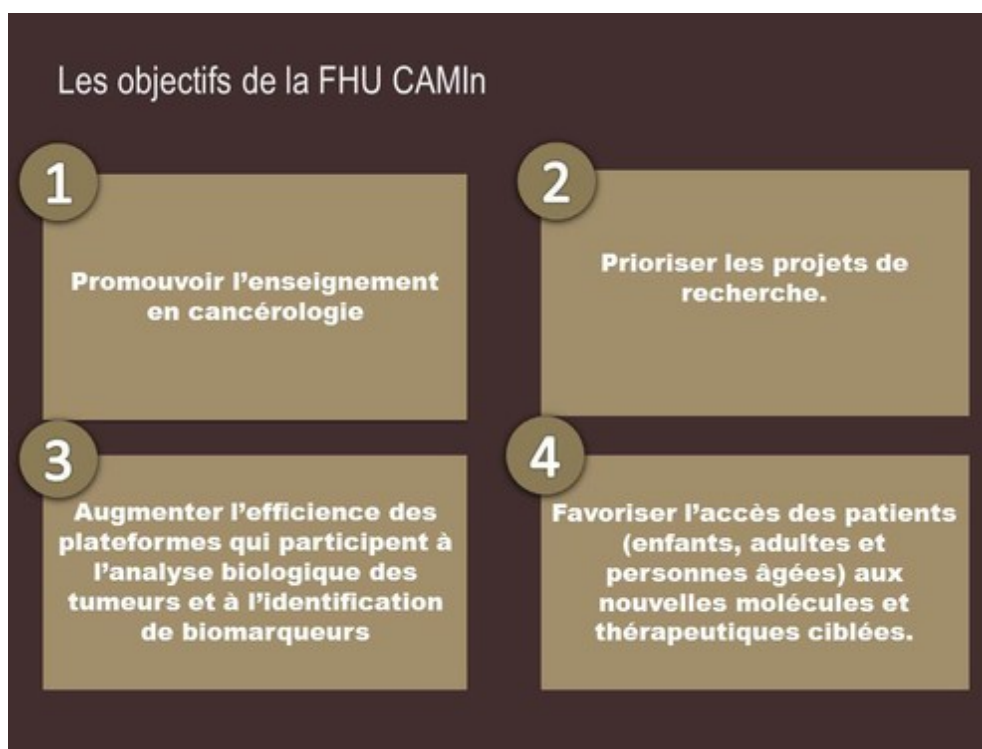 Les objectifs de la FHU CAMIn
1
Promouvoir l’enseignement
en cancérologie
2
Prioriser les projets de
recherche.
3
Augmenter l’efficience des
plateformes qui participent à
l’analyse biologique des
tumeurs et à l’identification
de biomarqueurs
4
Favoriser l’accès des patients
(enfants, adultes et
personnes âgées) aux
nouvelles molécules et
thérapeutiques ciblées.